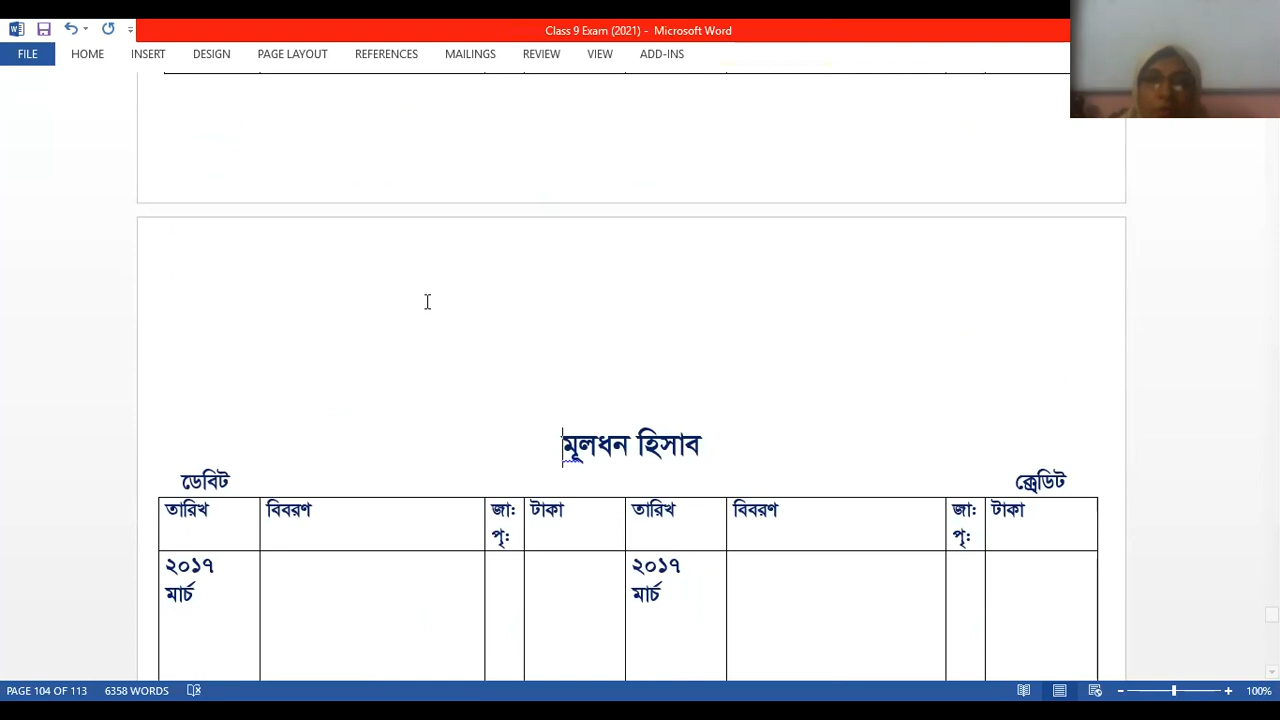 Class 9 Exam (2021) - Microsoft Word
FILE HOME INSERT DESIGN PAGE LAYOUT REFERENCES MAILINGS REVIEW VIEW ADD-INS
মূলধন হিসাব
ডেবিট ক্রেডিট
তারিখ বিবরণ জা: পৃ: টাকা তারিখ বিবরণ জা: পৃ: টাকা
২০১৭ ২০১৭
মার্চ মার্চ
PAGE 104 OF 113 6358 WORDS 100%